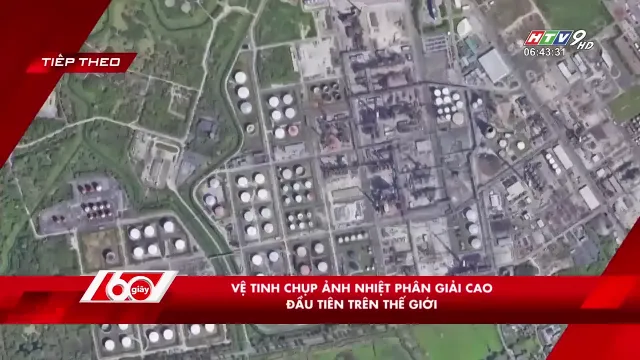 TIẾP THEO
HTV9 HD
06:43:31
60 giây
VỆ TINH CHỤP ẢNH NHIỆT PHÂN GIẢI CAO
ĐẦU TIÊN TRÊN THẾ GIỚI